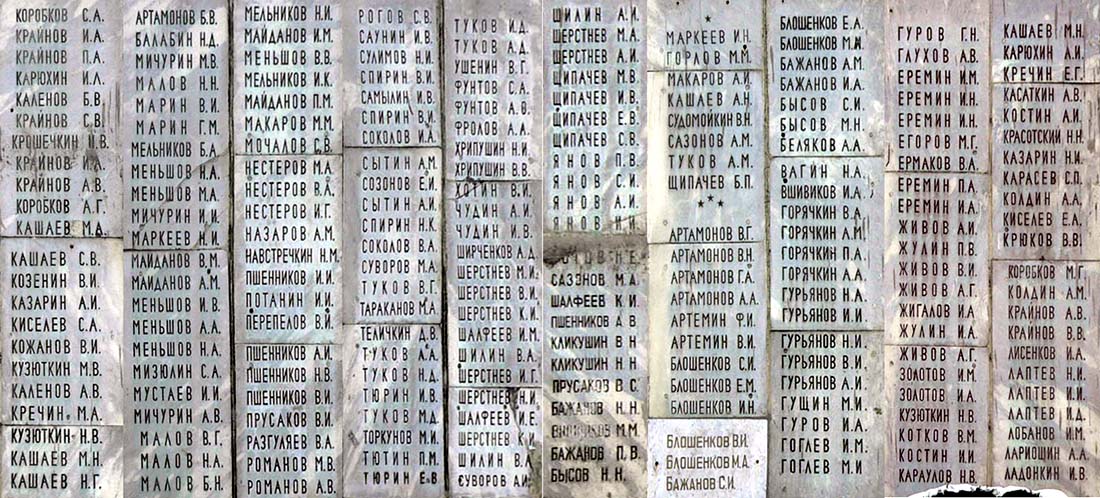 КОРОБКОВ С.А.
КРАЙНОВ И.А.
КРАЙНОВ П.А.
КАРЮХИН И.А.
КАЛЕНОВ Б.В.
КРАЙНОВ С.В.
КРОШЕЧКИН И.В.
КРАЙНОВ И.А.
КРАЙНОВ А.В.
КОРОБКОВ А.Г.
КАШАЕВ М.Д.
КАШАЕВ С.В.
КОЗЕНИН В.И.
КАЗАРИН А.И.
КИСЕЛЕВ С.А.
КОЖАНОВ В.И.
КУЗЮТКИН М.В.
КАЛЕНОВ А.В.
КРЕЧИН М.А.
КУЗЮТКИН Н.В.
КАШАЕВ М.Н.
КАШАЕВ Н.Г.
АРТАМОНОВ Б.В.
БАЛАБИН Н.Д.
МИЧУРИН М.В.
МАЛОВ Н.Н.
МАРИН В.И.
МАРИН Г.М.
МЕЛЬНИКОВ Б.А.
МЕНЬШОВ Н.А.
МЕНЬШОВ М.А.
МИЧУРИН И.И.
МАРКЕЕВ Н.И.
МАЙДАНОВ В.М.
МАЙДАНОВ А.М.
МЕНЬШОВ И.В.
МЕНЬШОВ А.А.
МЕНЬШОВ Н.А.
МИЗЮЛИН С.А.
МУСТАЕВ И.И.
МИЧУРИН А.В.
МАЛОВ В.Г.
МАЛОВ Н.А.
МАЛОВ Б.Н.
МЕЛЬНИКОВ Н.И.
МАЙДАНОВ И.М.
МЕНЬШОВ В.В.
МЕЛЬНИКОВ И.К.
МАЙДАНОВ П.М.
МАКАРОВ М.М.
МОЧАЛОВ С.В.
НЕСТЕРОВ М.А.
НЕСТЕРОВ В.А.
НЕСТЕРОВ И.Г.
НАЗАРОВ А.М.
НАВСТРЕЧКИН Н.М.
ПШЕННИКОВ И.И.
ПОТАНИН И.И.
ПЕРЕПЕЛОВ В.И.
ПШЕННИКОВ А.И.
ПШЕННИКОВ Н.В.
ПШЕННИКОВ В.И.
ПРУСАКОВ В.И.
РАЗГУЛЯЕВ В.А.
РОМАНОВ М.В.
РОМАНОВ А.В.
РОГОВ С.В.
САУНИН И.В.
СУЛИМОВ Н.И.
СПИРИН В.И.
САМЫЛИН И.В.
СПИРИН В.И.
СОКОЛОВ И.А.
СЫТИН А.М.
СОЗОНОВ Е.И.
СЫТИН А.И.
СПИРИН Н.К.
СОКОЛОВ В.А.
СУВОРОВ М.А.
ТУКОВ В.Г.
ТАРАКАНОВ М.А.
ТЕЛИЧКИН Д.В.
ТУКОВ А.А.
ТУКОВ Н.Д.
ТЮРИН И.В.
ТУКОВ М.Д.
ТОРКУНОВ М.И.
ТЮТИН П.М.
ТЮРИН Е.В.
ТУКОВ И.Д.
ТУКОВ А.Д.
УШЕНИН В.Г.
ФУНТОВ С.А.
ФУНТОВ А.В.
ФРОЛОВ А.А.
ХРИПУШИН Н.И.
ХРИПУШИН В.В.
В.И.
ЧУДИН А.И.
ЧУДИН И.В.
ШИРЧЕНКОВ А.Д.
ШЕРСТНЕВ М.И.
ШЕРСТНЕВ В.И.
ШЕРСТНЕВ К.И.
ШАЛФЕЕВ И.М.
ШИЛИН В.А.
ШЕРСТНЕВ И.Г.
ШЕРСТНЕВ Н.И.
ШАЛФЕЕВ И.Е.
ШЕРСТНЕВ К.И.
ШИЛИН В.А.
СУВОРОВ А.И.
ЩИЛИН А.И.
ШЕРСТНЕВ М.А.
ШЕРСТНЕВ А.И.
ЩИПАЧЕВ М.В.
ЩИПАЧЕВ И.В.
ЩИПАЧЕВ Е.В.
ЩИПАЧЕВ С.В.
ЯНОВ П.В.
ЯНОВ С.И.
ЯНОВ А.И.
ЯНОВ И.И.
САЗОНОВ М.А.
ШАЛФЕЕВ К.И.
ПШЕННИКОВ А.В.
КЛИКУШИН В.Н.
КЛИКУШИН Н.Н.
ПРУСАКОВ В.С.
БАЖАНОВ Н.Н.
М.М.
БАЖАНОВ П.В.
БЫСОВ Н.Н.
МАРКЕЕВ И.Н.
ГОРЛОВ М.М.
МАКАРОВ А.И.
КАШАЕВ А.Н.
СУДОМОЙКИН В.Н.
САЗОНОВ А.М.
ТУКОВ А.М.
ЩИПАЧЕВ Б.П.
АРТАМОНОВ В.Г.
АРТАМОНОВ В.Н.
АРТАМОНОВ Г.А.
АРТАМОНОВ А.А.
АРТЕМИН Ф.И.
АРТЕМИН В.И.
БЛОШЕНКОВ С.И.
БЛОШЕНКОВ Е.М.
БЛОШЕНКОВ И.Н.
БЛОШЕНКОВ В.И.
БЛОШЕНКОВ М.А.
БАЖАНОВ С.И.
БЛОШЕНКОВ Е.А.
БЛОШЕНКОВ М.И.
БАЖАНОВ А.М.
БАЖАНОВ И.А.
БЫСОВ С.И.
БЫСОВ М.Н.
БЕЛЯКОВ А.А.
ВАГИН Н.А.
ВШИВИКОВ И.А.
ГОРЯЧКИН В.А.
ГОРЯЧКИН А.И.
ГОРЯЧКИН П.А.
ГОРЯЧКИН А.А.
ГУРЬЯНОВ Н.А.
ГУРЬЯНОВ И.И.
ГУРЬЯНОВ Н.И.
ГУРЬЯНОВ В.И.
ГУРЬЯНОВ А.И.
ГУЩИН М.И.
ГУРОВ И.А.
ГОГЛЕВ И.М.
ГОГЛЕВ М.И.
ГУРОВ Г.Н.
ГЛУХОВ А.В.
ЕРЕМИН И.М.
ЕРЕМИН И.Н.
ЕРЕМИН И.Н.
ЕГОРОВ М.Г.
ЕРМАКОВ В.А.
ЕРЕМИН П.А.
ЕРЕМИН И.А.
ЖИВОВ А.И.
ЖУЛИН П.В.
ЖИВОВ В.И.
ЖИВОВ А.Г.
ЖИГАЛОВ И.А.
ЖУЛИН И.А.
ЖИВОВ А.Г.
ЗОЛОТОВ И.М.
ЗОЛОТОВ И.А.
КУЗЮТКИН Н.В.
КОТКОВ В.М.
КОСТИН И.И.
КАРАУЛОВ Н.В.
КАШАЕВ М.Н.
КАРЮХИН А.И.
КРЕЧИН Е.Г.
КАСАТКИН А.В.
КОСТИН А.И.
КРАСОТСКИЙ Н.Н.
КАЗАРИН Н.И.
КАРАСЕВ С.П.
КОЛДИН А.А.
КИСЕЛЕВ Е.А.
КРЮКОВ В.В.
КОРОБКОВ М.Г.
КОЛДИН А.М.
КРАЙНОВ А.В.
КРАЙНОВ В.В.
ЛИСЕНКОВ И.А.
ЛАПТЕВ Н.И.
ЛАПТЕВ И.И.
ЛАПТЕВ И.Д.
ЛОБАНОВ И.М.
ЛАРИОШИН А.А.
ЛАДОНКИН И.В.